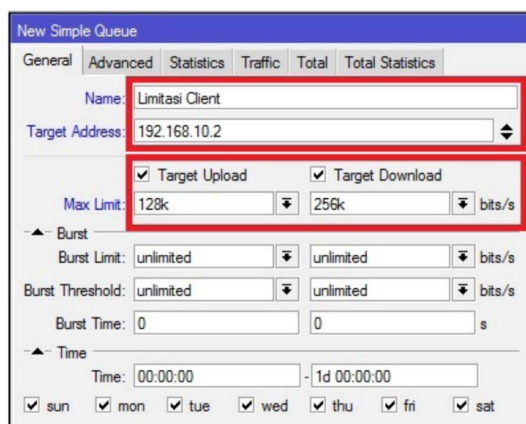 New Simple Queue
General Advanced Statistics Traffic Total Total Statistics
Name: Limitasi Client
Target Address: 192.168.10.2
Target Upload Target Download
Max Limit: 128k 256k bits/s
Burst
Burst Limit: unlimited unlimited bits/s
Burst Threshold: unlimited unlimited bits/s
Burst Time: 0 0 s
Time
Time: 00:00:00 - 1d 00:00:00
sun mon tue wed thu fri sat